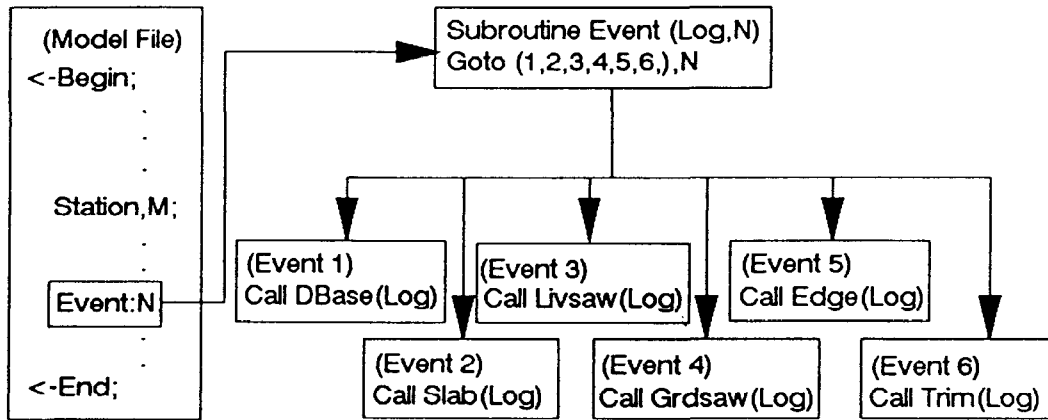 (Model File)
<-Begin;
Station,M;
Event:N
<-End;
Subroutine Event (Log,N)
Goto (1,2,3,4,5,6,),N
(Event 1)
Call DBase(Log)
(Event 3)
Call Livsaw(Log)
(Event 5)
Call Edge(Log)
(Event 2)
Call Slab(Log)
(Event 4)
Call Grdsaw(Log)
(Event 6)
Call Trim(Log)